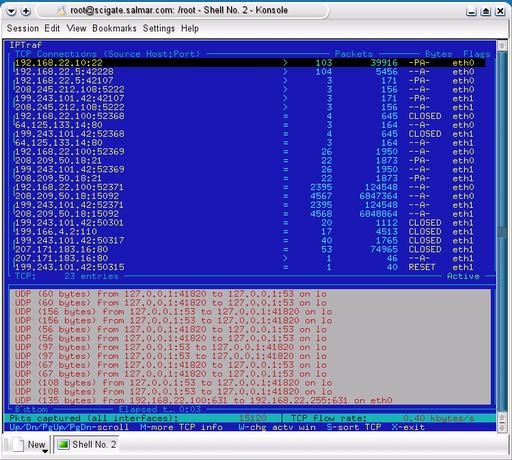 root@scigate.salmar.com: /root - Shell No. 2 - Konsole
Session Edit View Bookmarks Settings Help
IPTraf
TCP Connections (Source Host:Port) Packets Bytes Flags
192.168.22.10:22 > 103 39916 -PA- eth0
192.168.22.5:42228 > 104 5456 --A- eth0
192.168.22.5:42107 > 3 171 -PA- eth0
208.245.212.108:5222 > 3 156 --A- eth0
199.243.101.42:42107 > 3 171 -PA- eth1
208.245.212.108:5222 > 3 156 --A- eth1
192.168.22.100:52368 = 4 645 CLOSED eth0
64.125.133.14:80 = 3 164 --A- eth0
199.243.101.42:52368 = 4 645 CLOSED eth1
64.125.133.14:80 = 3 164 --A- eth1
192.168.22.100:52369 = 26 1950 --A- eth0
208.209.50.18:21 = 22 1873 -PA- eth0
199.243.101.42:52369 = 26 1950 --A- eth1
208.209.50.18:21 = 22 1873 -PA- eth1
192.168.22.100:52371 = 2395 124548 --A- eth0
208.209.50.18:15092 = 4567 6847364 --A- eth0
199.243.101.42:52371 = 2395 124548 --A- eth1
208.209.50.18:15092 = 4568 6848864 --A- eth1
199.243.101.42:50301 = 20 1112 CLOSED eth1
199.166.4.2:110 = 17 4513 CLOSED eth1
199.243.101.42:50317 = 40 1765 CLOSED eth1
207.171.183.16:80 = 53 74965 CLOSED eth1
207.171.183.16:80 > 1 46 --A- eth1
199.243.101.42:50315 = 1 40 RESET eth1
TCP: 23 entries Active
UDP (60 bytes) from 127.0.0.1:41820 to 127.0.0.1:53 on lo
UDP (60 bytes) from 127.0.0.1:53 to 127.0.0.1:41820 on lo
UDP (156 bytes) from 127.0.0.1:53 to 127.0.0.1:41820 on lo
UDP (156 bytes) from 127.0.0.1:53 to 127.0.0.1:41820 on lo
UDP (56 bytes) from 127.0.0.1:41820 to 127.0.0.1:53 on lo
UDP (56 bytes) from 127.0.0.1:41820 to 127.0.0.1:53 on lo
UDP (97 bytes) from 127.0.0.1:53 to 127.0.0.1:41820 on lo
UDP (97 bytes) from 127.0.0.1:53 to 127.0.0.1:41820 on lo
UDP (67 bytes) from 127.0.0.1:41820 to 127.0.0.1:53 on lo
UDP (67 bytes) from 127.0.0.1:41820 to 127.0.0.1:53 on lo
UDP (108 bytes) from 127.0.0.1:53 to 127.0.0.1:41820 on lo
UDP (108 bytes) from 127.0.0.1:53 to 127.0.0.1:41820 on lo
UDP (135 bytes) from 192.168.22.100:631 to 192.168.22.255:631 on eth0
Bottom Elapsed t… 0:03
Pkts captured (all interfaces): 15120 TCP flow rate: 0.40 kbytes/s
Up/Dn/PgUp/PgDn-scroll M-more TCP info W-chg actv win S-sort TCP X-exit
New Shell No. 2